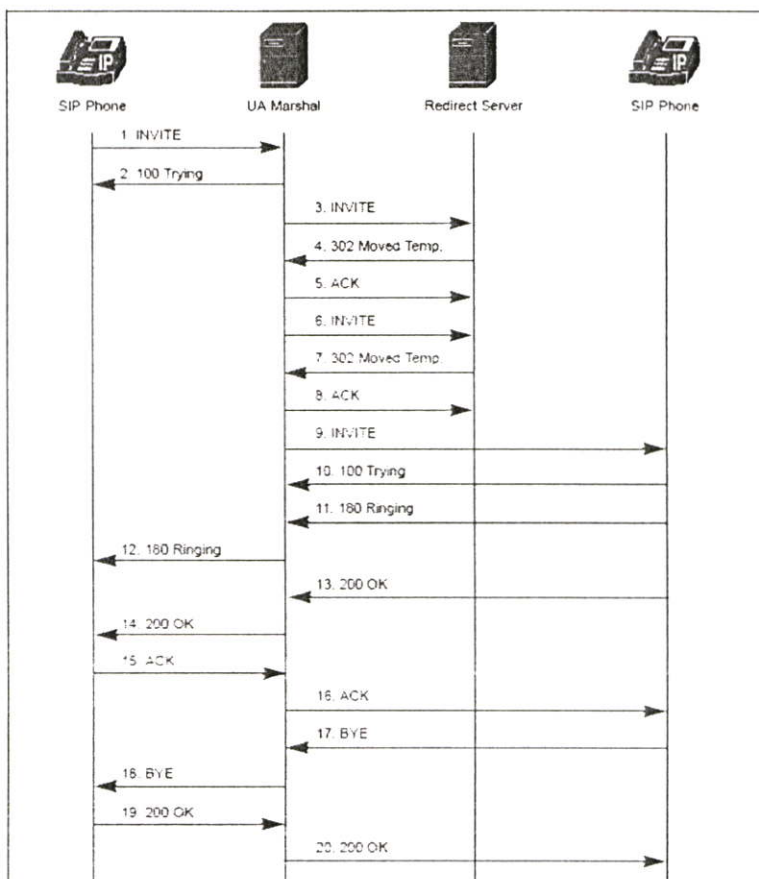 IP
IP
SIP Phone
UA Marshal
Redirect Server
SIP Phone
1. INVITE
2. 100 Trying
3. INVITE
4. 302 Moved Temp.
5. ACK
6. INVITE
7. 302 Moved Temp.
8. ACK
9. INVITE
10. 100 Trying
11. 180 Ringing
12. 180 Ringing
13. 200 OK
14. 200 OK
15. ACK
16. ACK
17. BYE
18. BYE
19. 200 OK
20. 200 OK